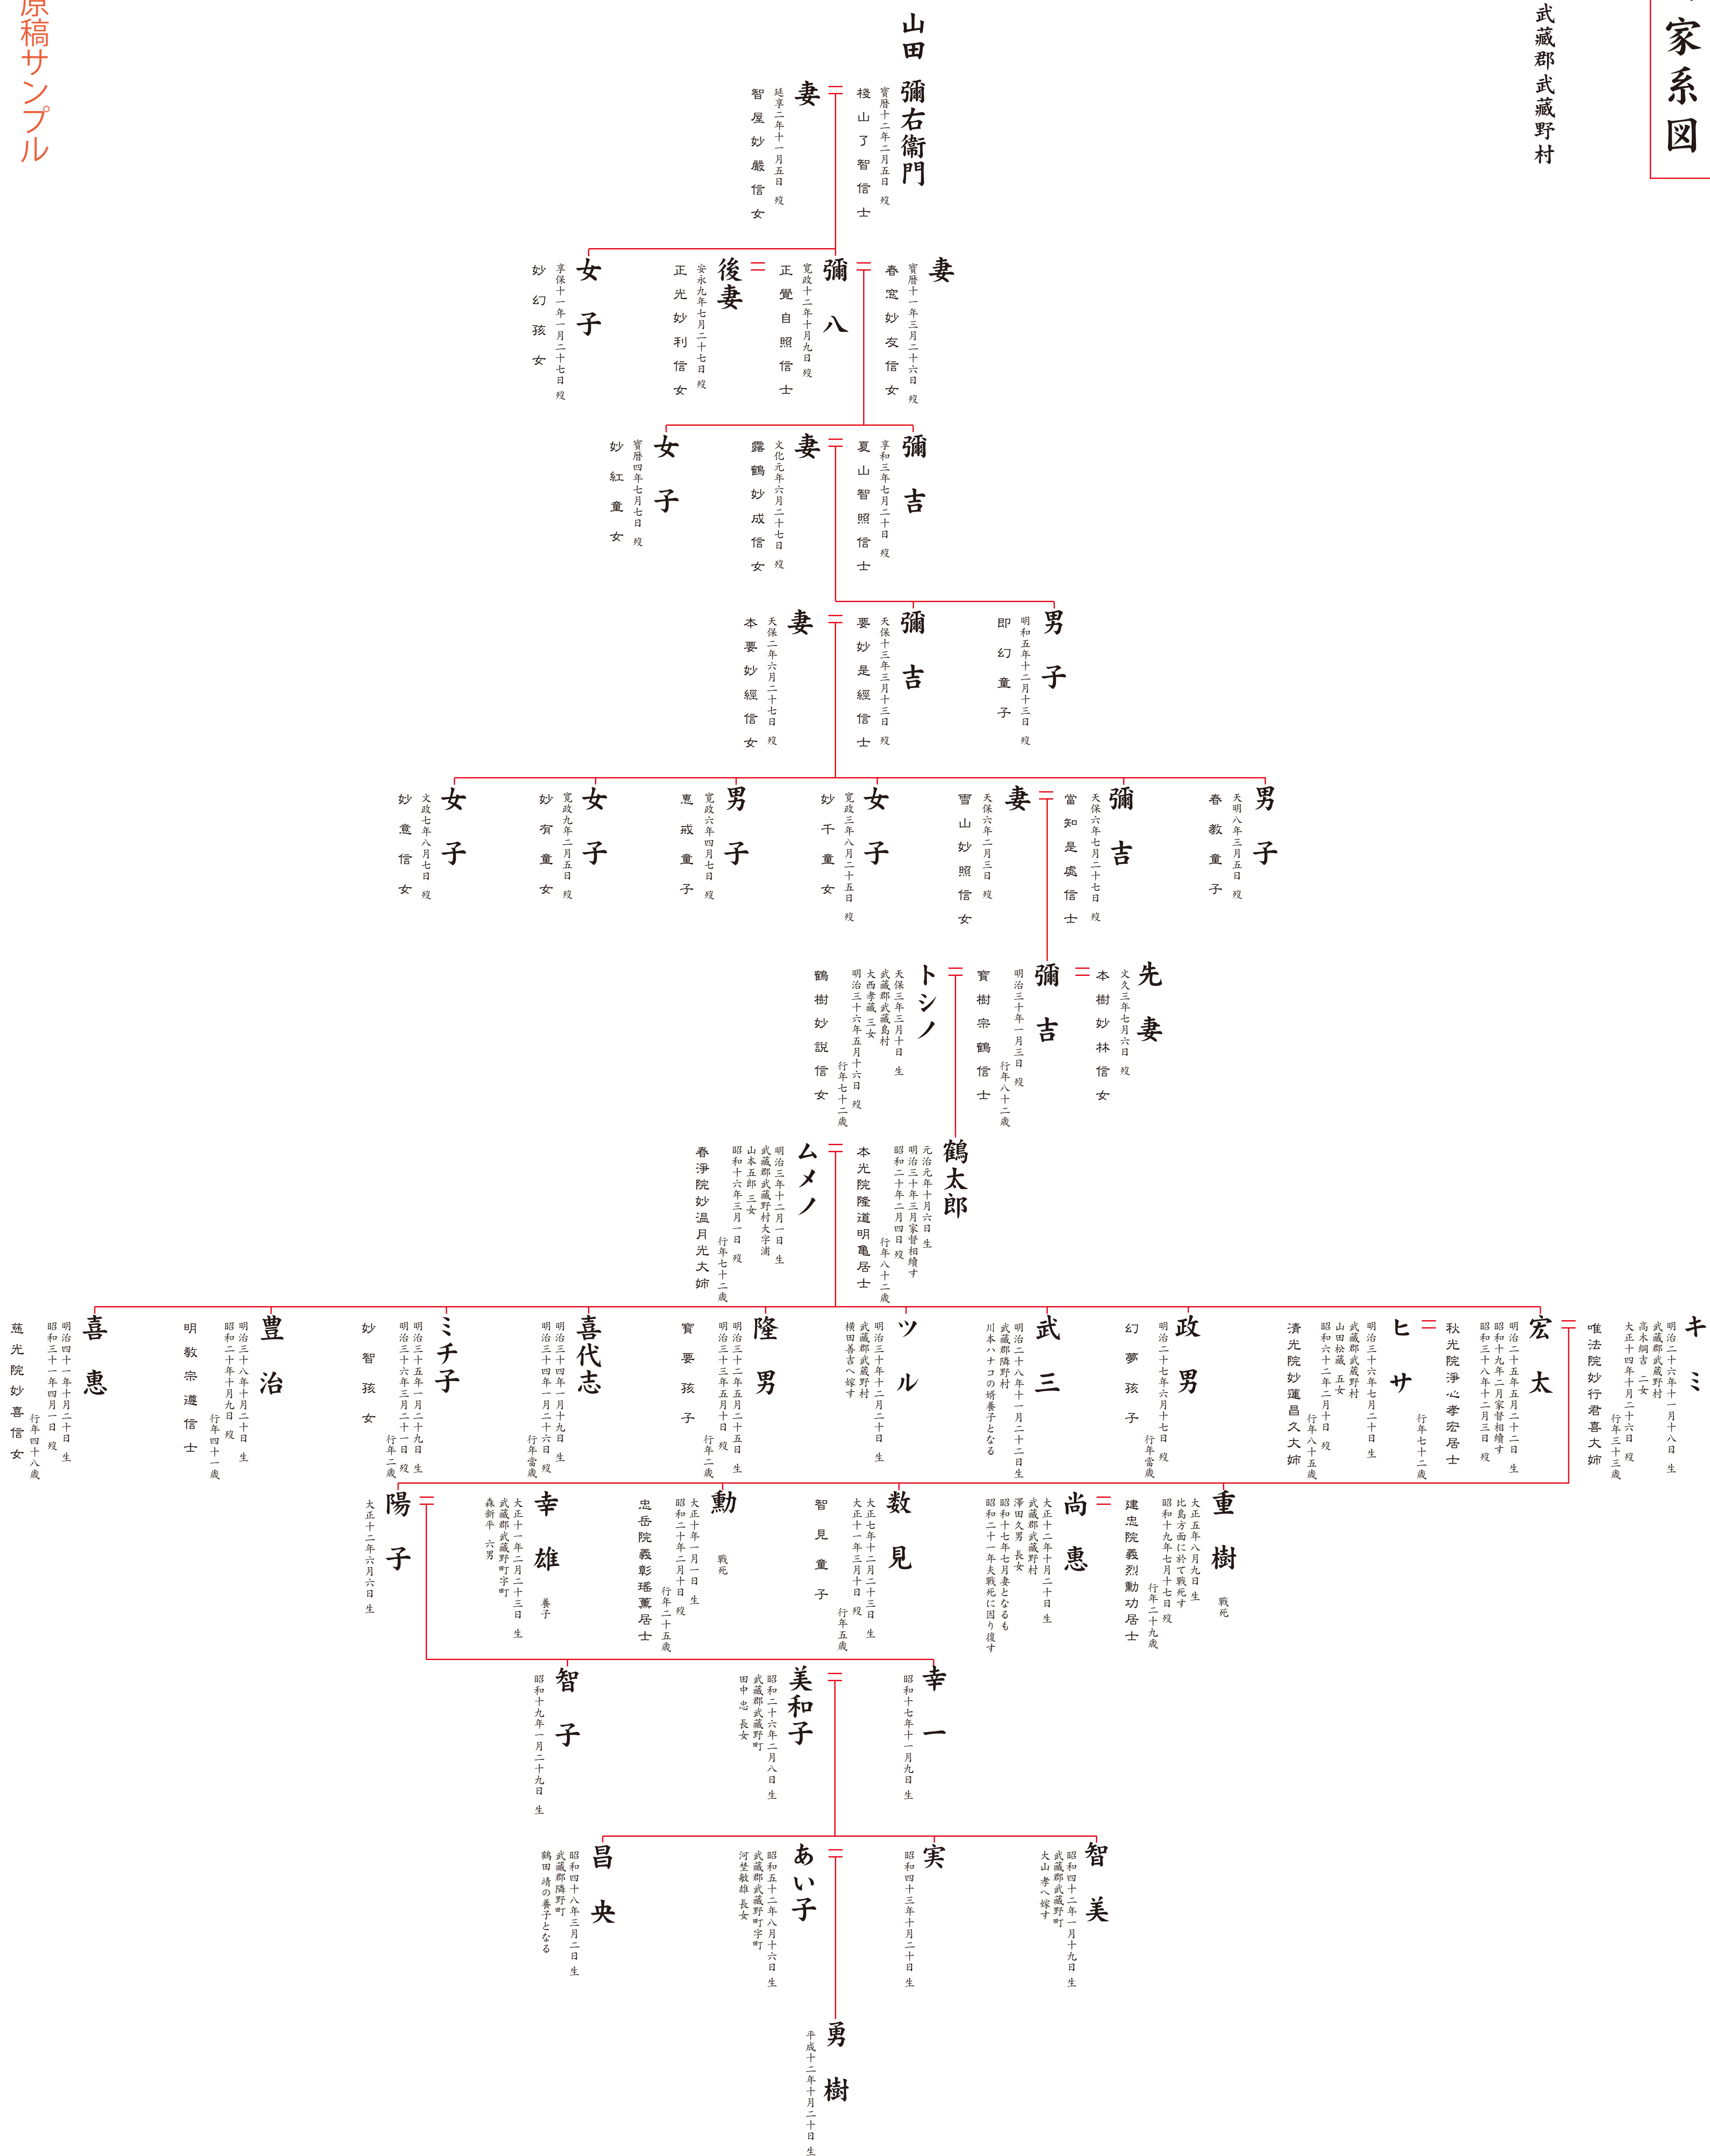 家系図
武藏郡武藏野村
原稿サンプル
山田 彌右衞門
寳暦十二年二月五日 歿
棧山了智信士
妻
延享二年十一月五日 歿
智屋妙嚴信女
妻
寳暦十一年三月二十六日 歿
春窓妙友信女
彌八
寛政十二年十月九日 歿
正覺自照信士
後妻
安永九年七月二十七日 歿
正光妙利信女
女子
享保十一年一月二十七日 歿
妙幻孩女
彌吉
享和三年七月二十日 歿
夏山智照信士
妻
文化元年六月二十七日 歿
露鶴妙成信女
女子
寳暦四年七月七日 歿
妙紅童女
男子
明和五年十二月十三日 歿
即幻童子
彌吉
天保十三年三月十三日 歿
要妙是經信士
妻
天保二年六月二十七日 歿
本要妙經信女
男子
天明八年三月五日 歿
春教童子
彌吉
天保六年七月二十七日 歿
當知是處信士
妻
天保六年二月三日 歿
雪山妙照信女
女子
寛政三年八月二十五日 歿
妙千童女
男子
寛政六年四月七日 歿
恵戒童子
女子
寛政九年二月五日 歿
妙有童女
女子
文政七年八月七日 歿
妙意信女
先妻
文久三年七月六日 歿
本樹妙林信女
彌吉
明治三十年一月三日 歿
行年八十二歳
寳樹宗鶴信士
トシノ
天保三年三月十日 生
武藏郡武藏島村
大西孝藏 三女
明治三十六年五月十六日 歿
行年七十二歳
鶴樹妙説信女
鶴太郎
元治元年十月六日 生
明治三十年三月家督相續す
昭和二十年二月四日 歿
行年八十二歳
本光院隆道明亀居士
ムメノ
明治三年十二月一日 生
武藏郡武藏野村大字浦
山本五郎 三女
昭和十六年三月一日 歿
行年七十二歳
春淨院妙温月光大姉
キミ
明治二十六年十一月十八日 生
武蔵郡武蔵野村
高木綱吉 二女
大正十四年十月二十六日 歿
行年三十三歳
唯法院妙行君喜大姉
宏太
明治二十五年五月二十二日 生
昭和十九年二月家督相續す
昭和三十八年十二月三日 歿
秋光院淨心孝宏居士
行年七十二歳
ヒサ
明治三十六年七月二十日 生
武蔵郡武蔵野村
山田松藏 五女
昭和六十二年二月十日 歿
行年八十五歳
清光院妙蓮昌久大姉
政男
明治二十七年六月十七日 歿
行年當歳
幻夢孩子
武三
明治二十八年十一月二十二日生
武蔵郡隣野村
川本ハナコの婿養子となる
ツル
明治三十年十二月二十日 生
武蔵郡武蔵野村
横田善吉へ嫁す
隆男
明治三十二年五月二十五日 生
明治三十三年五月十日 歿
行年二歳
寳要孩子
喜代志
明治三十四年一月十九日 生
明治三十四年一月二十六日 歿
行年當歳
ミチ子
明治三十五年一月二十九日 生
明治三十六年三月二十一日 歿
行年二歳
妙智孩女
豊治
明治三十八年十月二十日 生
昭和二十年十月九日 歿
行年四十一歳
明教宗遵信士
喜惠
明治四十一年十月二十日 生
昭和三十一年四月一日 歿
行年四十八歳
慈光院妙喜信女
重樹 戰死
大正五年八月九日 生
比島方面に於て戰死す
昭和十九年七月十七日 歿
行年二十九歳
建忠院義烈勳功居士
尚惠
大正十二年十月二十日 生
武藏郡武藏野村
澤田久男 長女
昭和十七年七月妻となるも
昭和二十一年夫戰死に因り復す
数見
大正七年十二月二十三日 生
大正十一年三月十日 歿
行年五歳
智見童子
勳 戰死
大正十年一月一日 生
昭和二十年二月十日 歿
行年二十五歳
忠岳院義彰瑤薫居士
幸雄 養子
大正十一年二月二十三日 生
武蔵郡武蔵野町字町
森新平 六男
陽子
大正十二年六月六日 生
幸一
昭和十七年十一月九日 生
美和子
昭和二十六年二月八日 生
武蔵郡武蔵野町
田中忠 長女
智子
昭和十九年一月二十九日 生
智美
昭和四十二年一月十九日 生
武蔵郡武蔵野町
大山 孝へ嫁す
実
昭和四十三年十月二十日 生
あい子
昭和五十二年八月十六日 生
武蔵郡武蔵野町字町
河埜敏雄 長女
昌央
昭和四十八年三月二日 生
武蔵郡隣野町
鶴田 靖の養子となる
勇樹
平成十二年十月二十日 生